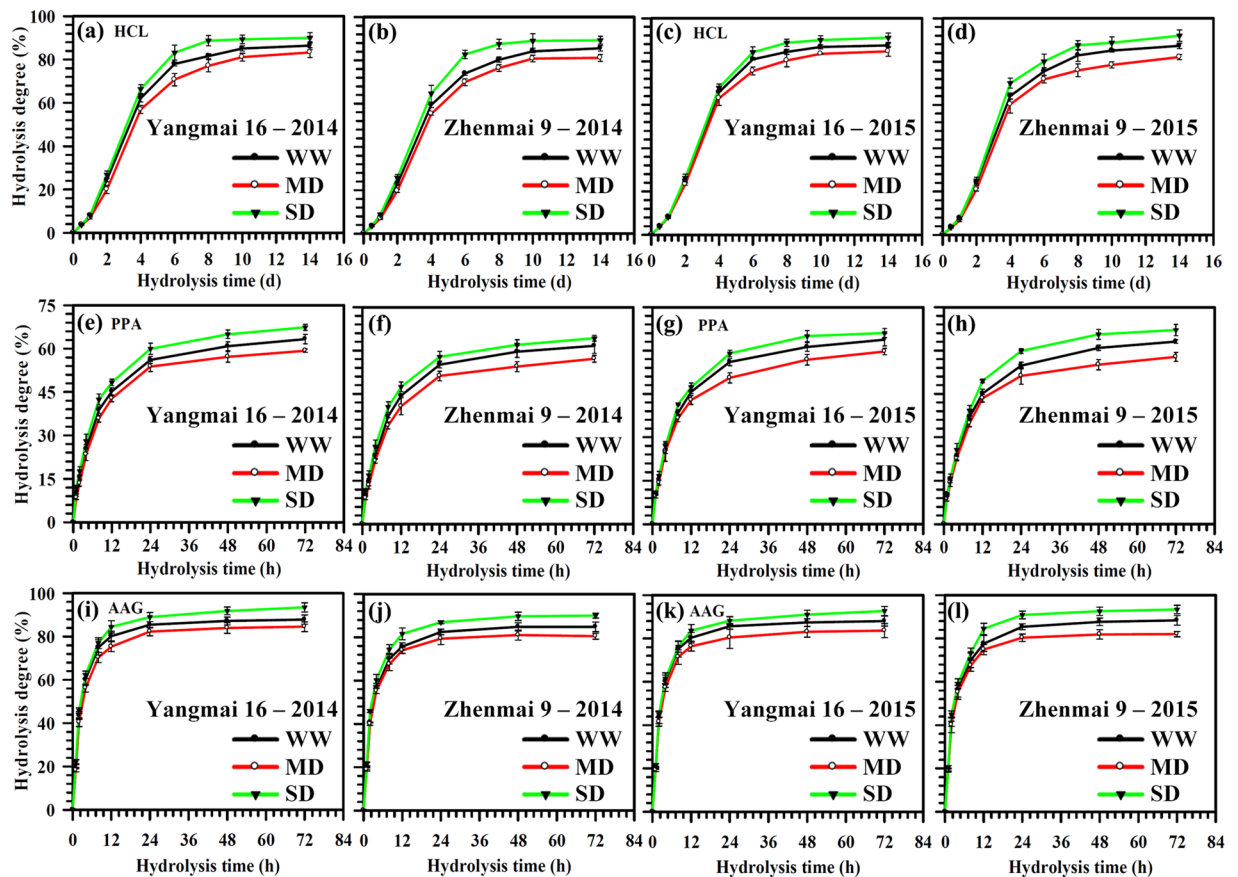 (a) HCL
(b)
(c) HCL
(d)
Hydrolysis degree (%)
100
80
60
40
20
0
Yangmai 16 – 2014
WW
MD
SD
Zhenmai 9 – 2014
WW
MD
SD
Yangmai 16 – 2015
WW
MD
SD
Zhenmai 9 – 2015
WW
MD
SD
0 2 4 6 8 10 12 14 16
0 2 4 6 8 10 12 14 16
0 2 4 6 8 10 12 14 16
0 2 4 6 8 10 12 14 16
Hydrolysis time (d)
Hydrolysis time (d)
Hydrolysis time (d)
Hydrolysis time (d)
(e) PPA
(f)
(g) PPA
(h)
Hydrolysis degree (%)
75
60
45
30
15
0
Yangmai 16 – 2014
WW
MD
SD
Zhenmai 9 – 2014
WW
MD
SD
Yangmai 16 – 2015
WW
MD
SD
Zhenmai 9 – 2015
WW
MD
SD
0 12 24 36 48 60 72 84
0 12 24 36 48 60 72 84
0 12 24 36 48 60 72 84
0 12 24 36 48 60 72 84
Hydrolysis time (h)
Hydrolysis time (h)
Hydrolysis time (h)
Hydrolysis time (h)
(i) AAG
(j)
(k) AAG
(l)
Hydrolysis degree (%)
100
80
60
40
20
0
Yangmai 16 – 2014
WW
MD
SD
Zhenmai 9 – 2014
WW
MD
SD
Yangmai 16 – 2015
WW
MD
SD
Zhenmai 9 – 2015
WW
MD
SD
0 12 24 36 48 60 72 84
0 12 24 36 48 60 72 84
0 12 24 36 48 60 72 84
0 12 24 36 48 60 72 84
Hydrolysis time (h)
Hydrolysis time (h)
Hydrolysis time (h)
Hydrolysis time (h)